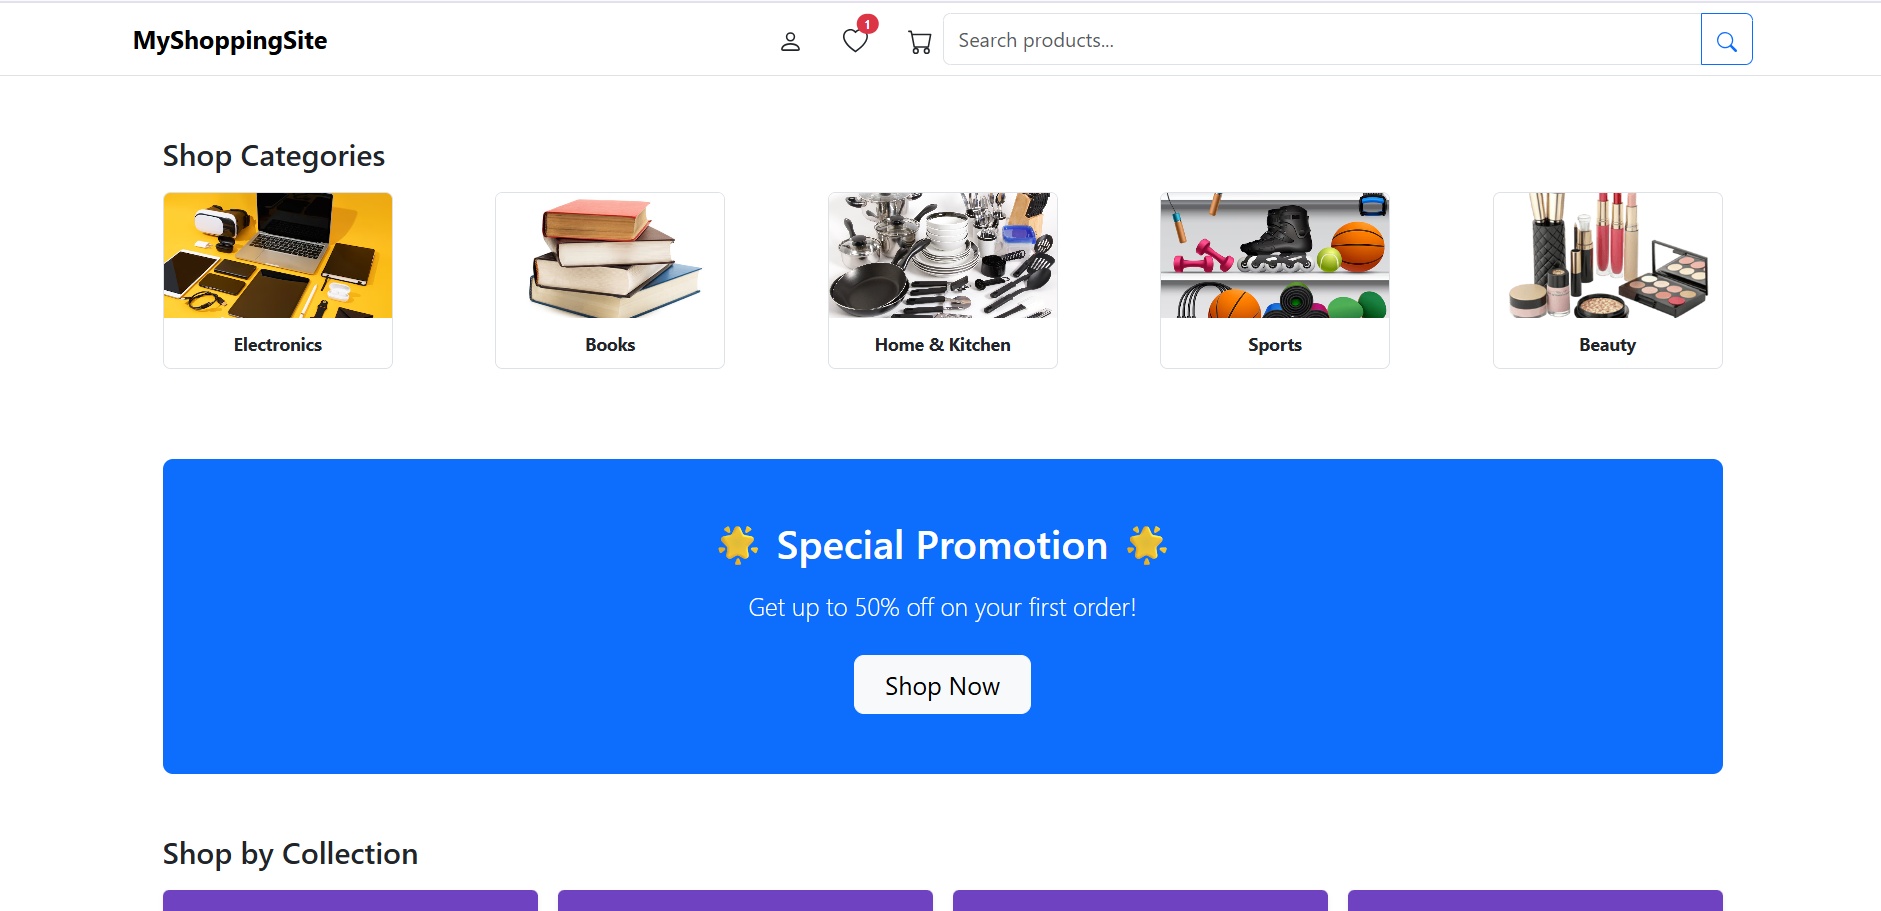 MyShoppingSite
1
Search products...
Shop Categories
Electronics
Books
Home & Kitchen
Sports
Beauty
🌟 Special Promotion 🌟
Get up to 50% off on your first order!
Shop Now
Shop by Collection